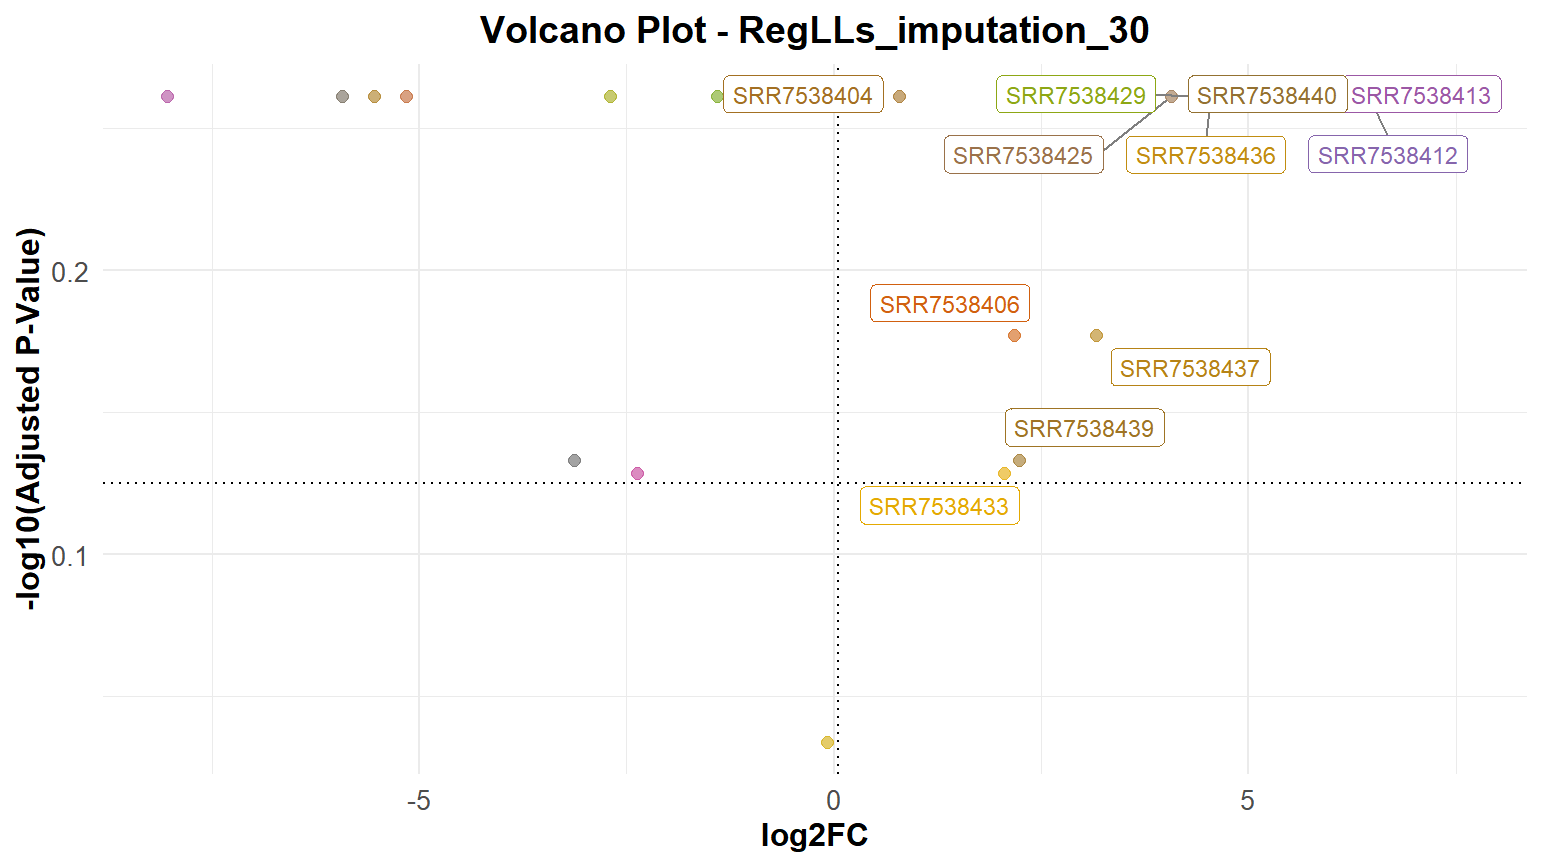 Volcano Plot - RegLLs_imputation_30
SRR7538404
SRR7538429
SRR7538440
SRR7538413
SRR7538425
SRR7538436
SRR7538412
0.2
SRR7538406
SRR7538437
SRR7538439
SRR7538433
0.1
-log10(Adjusted P-Value)
-5
0
5
log2FC